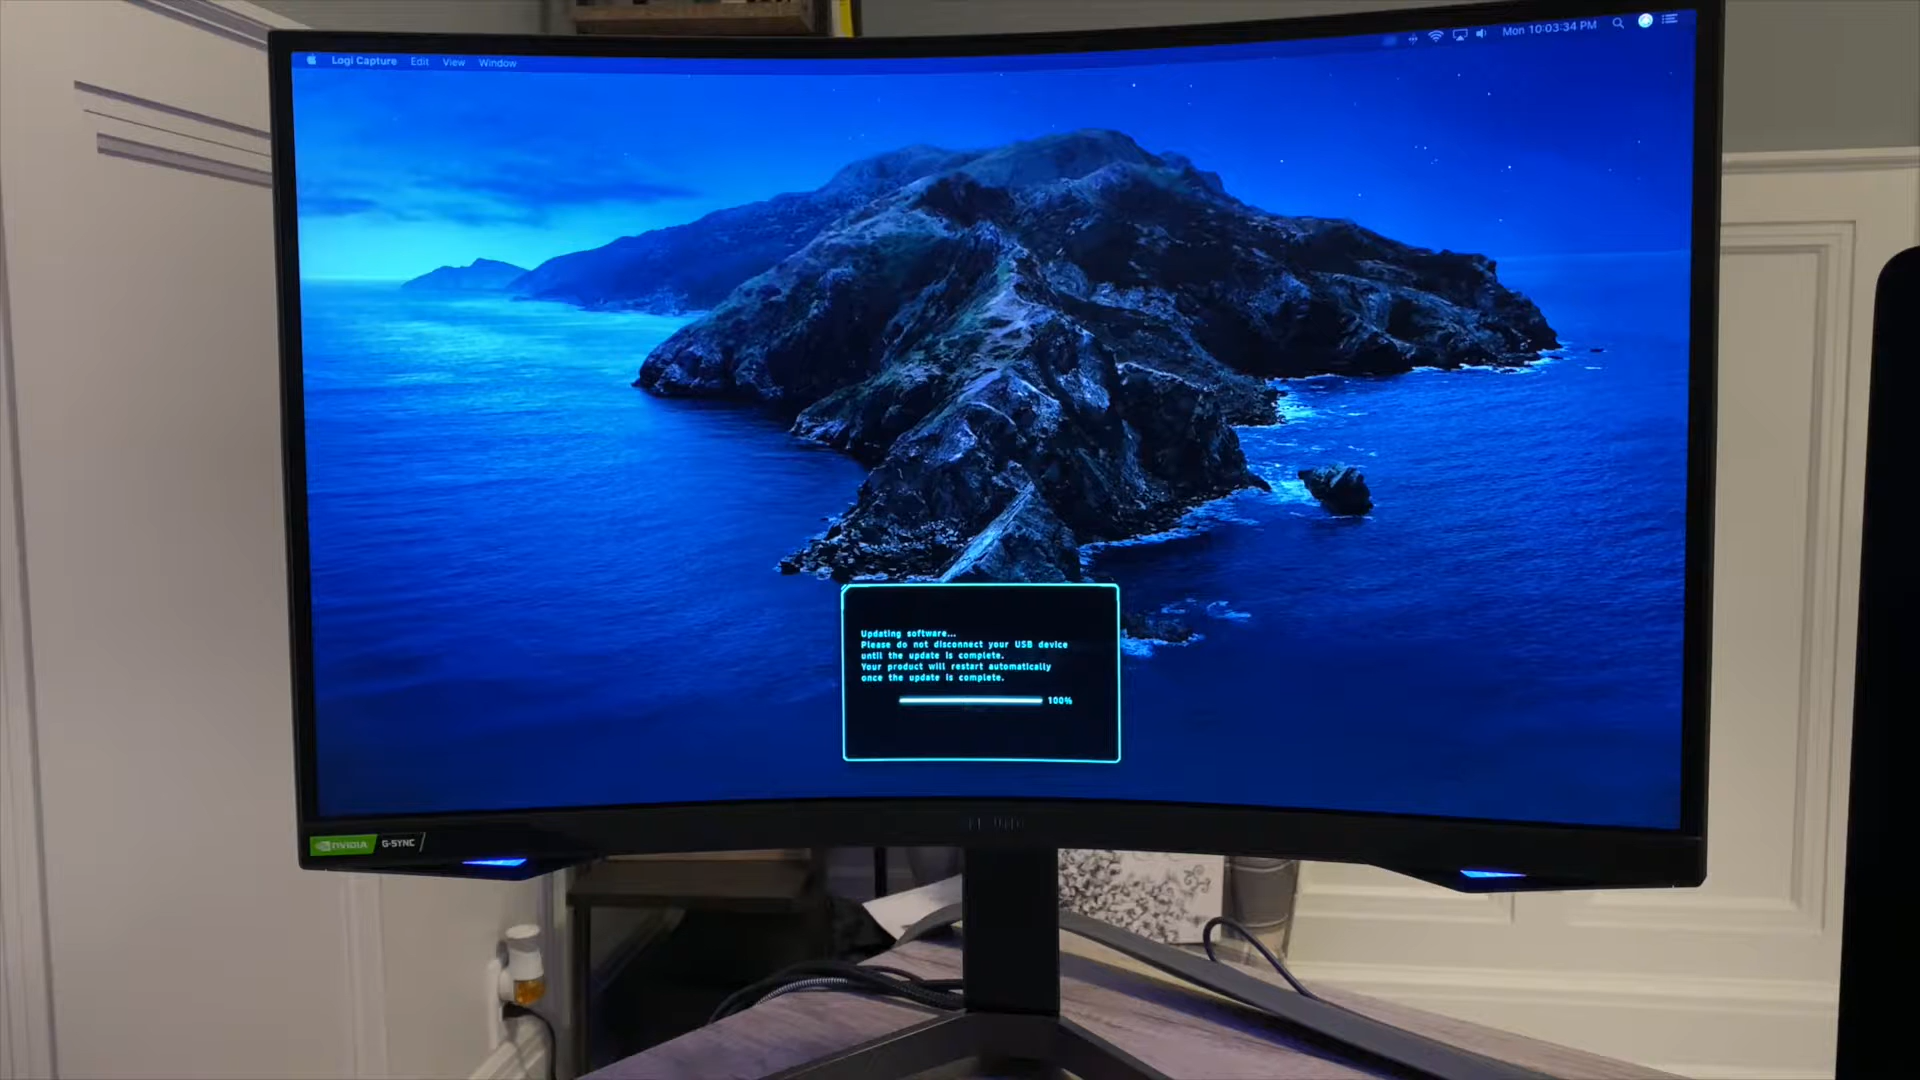 Logi Capture Edit View Window
Mon 10:03:34 PM
Updating software...
Please do not disconnect your USB device
until the update is complete.
Your product will restart automatically
once the update is complete.
100%
NVIDIA G-SYNC